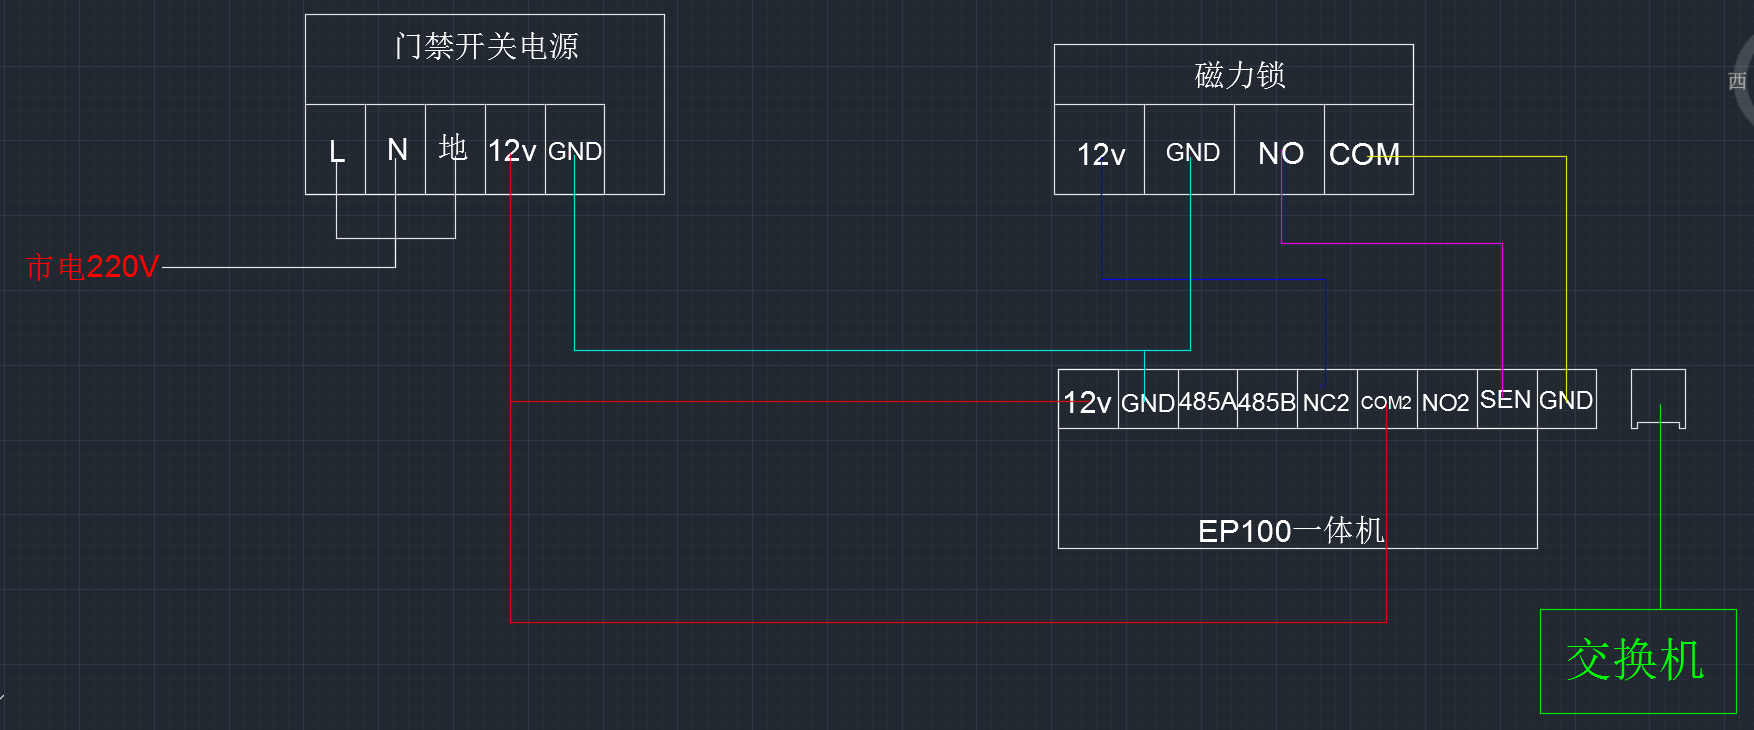 门禁开关电源
L N 地 12v GND
市电220V
磁力锁
12v GND NO COM
西
12v GND 485A 485B NC2 COM2 NO2 SEN GND
EP100一体机
交换机